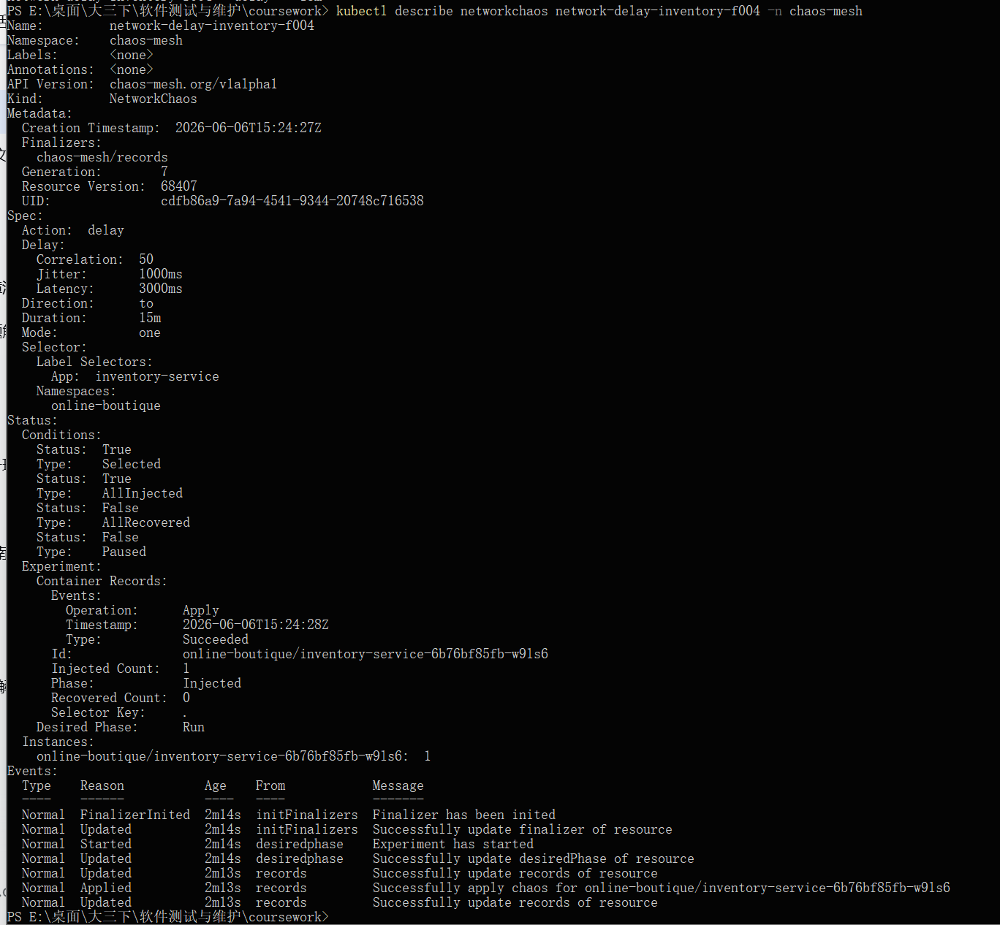 PS E:\桌面\大三下\软件测试与维护\coursework> kubectl describe networkchaos network-delay-inventory-f004 -n chaos-mesh
Name:         network-delay-inventory-f004
Namespace:    chaos-mesh
Labels:       <none>
Annotations:  <none>
API Version:  chaos-mesh.org/v1alpha1
Kind:         NetworkChaos
Metadata:
  Creation Timestamp:  2026-06-06T15:24:27Z
  Finalizers:
    chaos-mesh/records
  Generation:        7
  Resource Version:  68407
  UID:               cdfb86a9-7a94-4541-9344-20748c716538
Spec:
  Action:  delay
  Delay:
    Correlation:  50
    Jitter:       1000ms
    Latency:      3000ms
  Direction:      to
  Duration:       15m
  Mode:           one
  Selector:
    Label Selectors:
      App:  inventory-service
    Namespaces:
      online-boutique
Status:
  Conditions:
    Status:  True
    Type:    Selected
    Status:  True
    Type:    AllInjected
    Status:  False
    Type:    AllRecovered
    Status:  False
    Type:    Paused
  Experiment:
    Container Records:
      Events:
        Operation:      Apply
        Timestamp:      2026-06-06T15:24:28Z
        Type:           Succeeded
      Id:               online-boutique/inventory-service-6b76bf85fb-w9ls6
      Injected Count:   1
      Phase:            Injected
      Recovered Count:  0
      Selector Key:     .
    Desired Phase:      Run
  Instances:
    online-boutique/inventory-service-6b76bf85fb-w9ls6:  1
Events:
  Type    Reason           Age    From            Message
  ----    ------           ----   ----            -------
  Normal  FinalizerInited  2m14s  initFinalizers  Finalizer has been inited
  Normal  Updated          2m14s  initFinalizers  Successfully update finalizer of resource
  Normal  Started          2m14s  desiredphase    Experiment has started
  Normal  Updated          2m14s  desiredphase    Successfully update desiredPhase of resource
  Normal  Updated          2m13s  records         Successfully update records of resource
  Normal  Applied          2m13s  records         Successfully apply chaos for online-boutique/inventory-service-6b76bf85fb-w9ls6
  Normal  Updated          2m13s  records         Successfully update records of resource
PS E:\桌面\大三下\软件测试与维护\coursework>